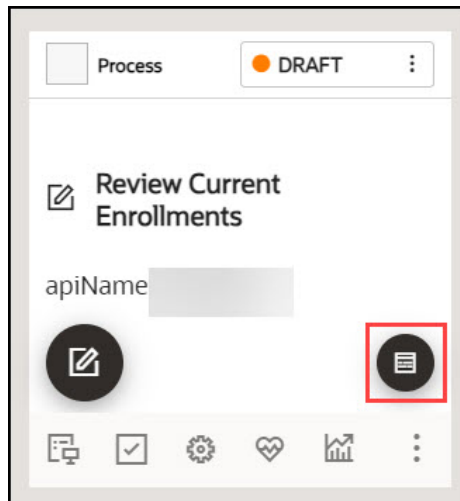 Process
DRAFT
Review Current
Enrollments
apiName